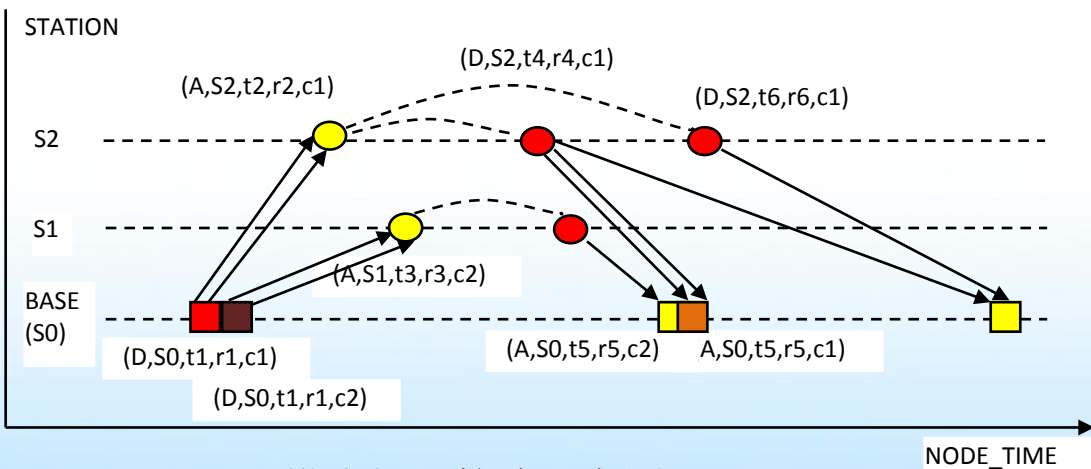 STATION
(D,S2,t4,r4,c1)
(A,S2,t2,r2,c1)
(D,S2,t6,r6,c1)
S2
S1
(A,S1,t3,r3,c2)
BASE
(S0)
(D,S0,t1,r1,c1)
(A,S0,t5,r5,c2)
A,S0,t5,r5,c1)
(D,S0,t1,r1,c2)
NODE_TIME